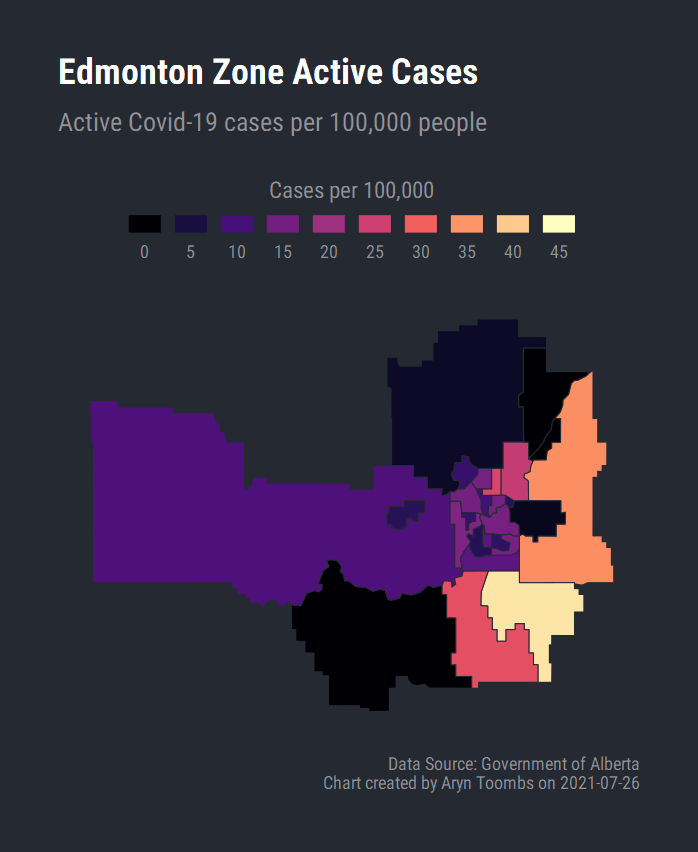 Edmonton Zone Active Cases
Active Covid-19 cases per 100,000 people
Cases per 100,000
0 5 10 15 20 25 30 35 40 45
Data Source: Government of Alberta
Chart created by Aryn Toombs on 2021-07-26